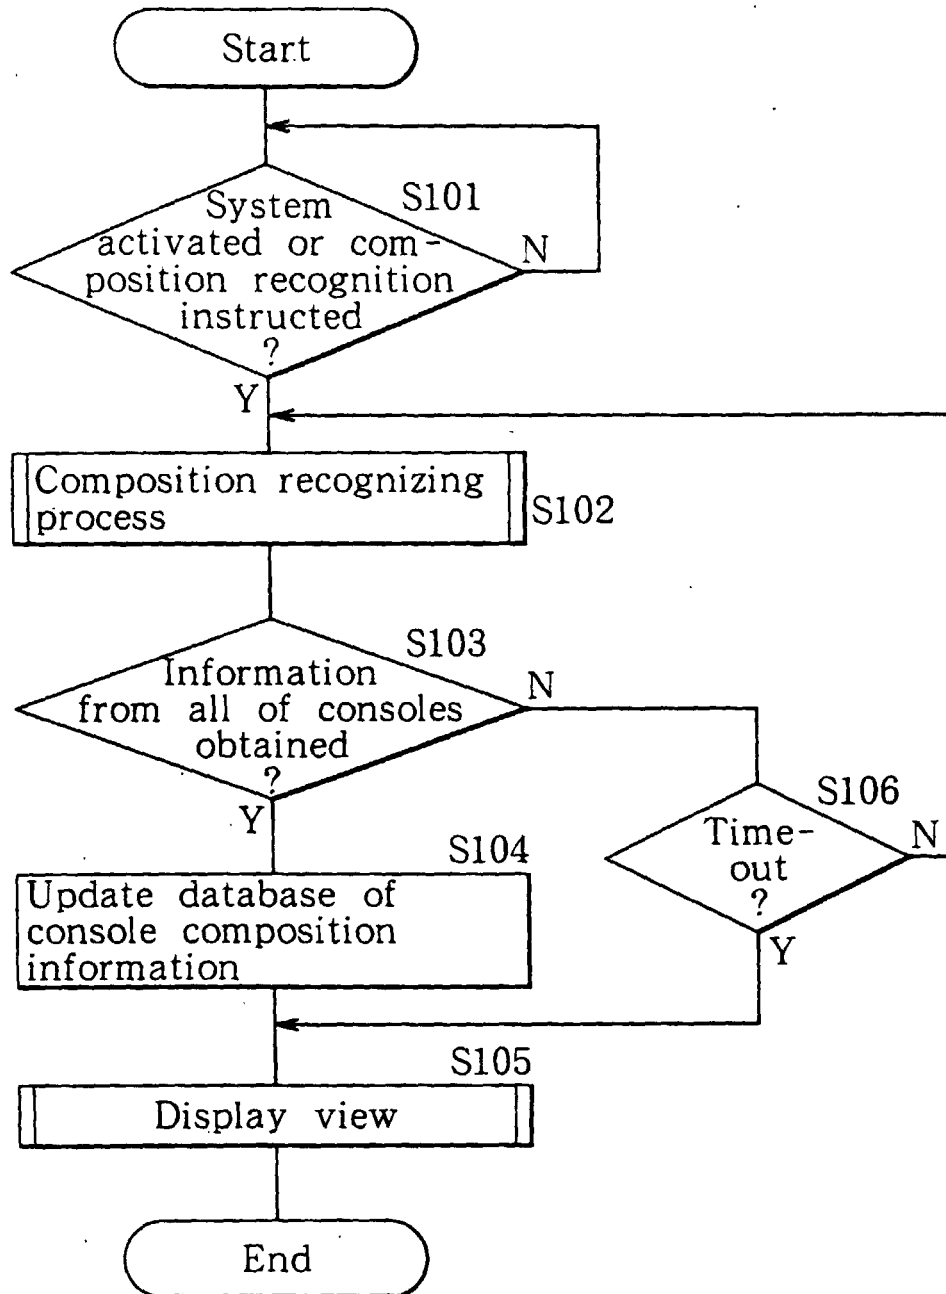 Start
S101
System
activated or com-
position recognition
instructed
?
N
Y
Composition recognizing
process
S102
S103
Information
from all of consoles
obtained
?
N
Y
S106
Time-
out
?
N
Y
S104
Update database of
console composition
information
S105
Display view
End